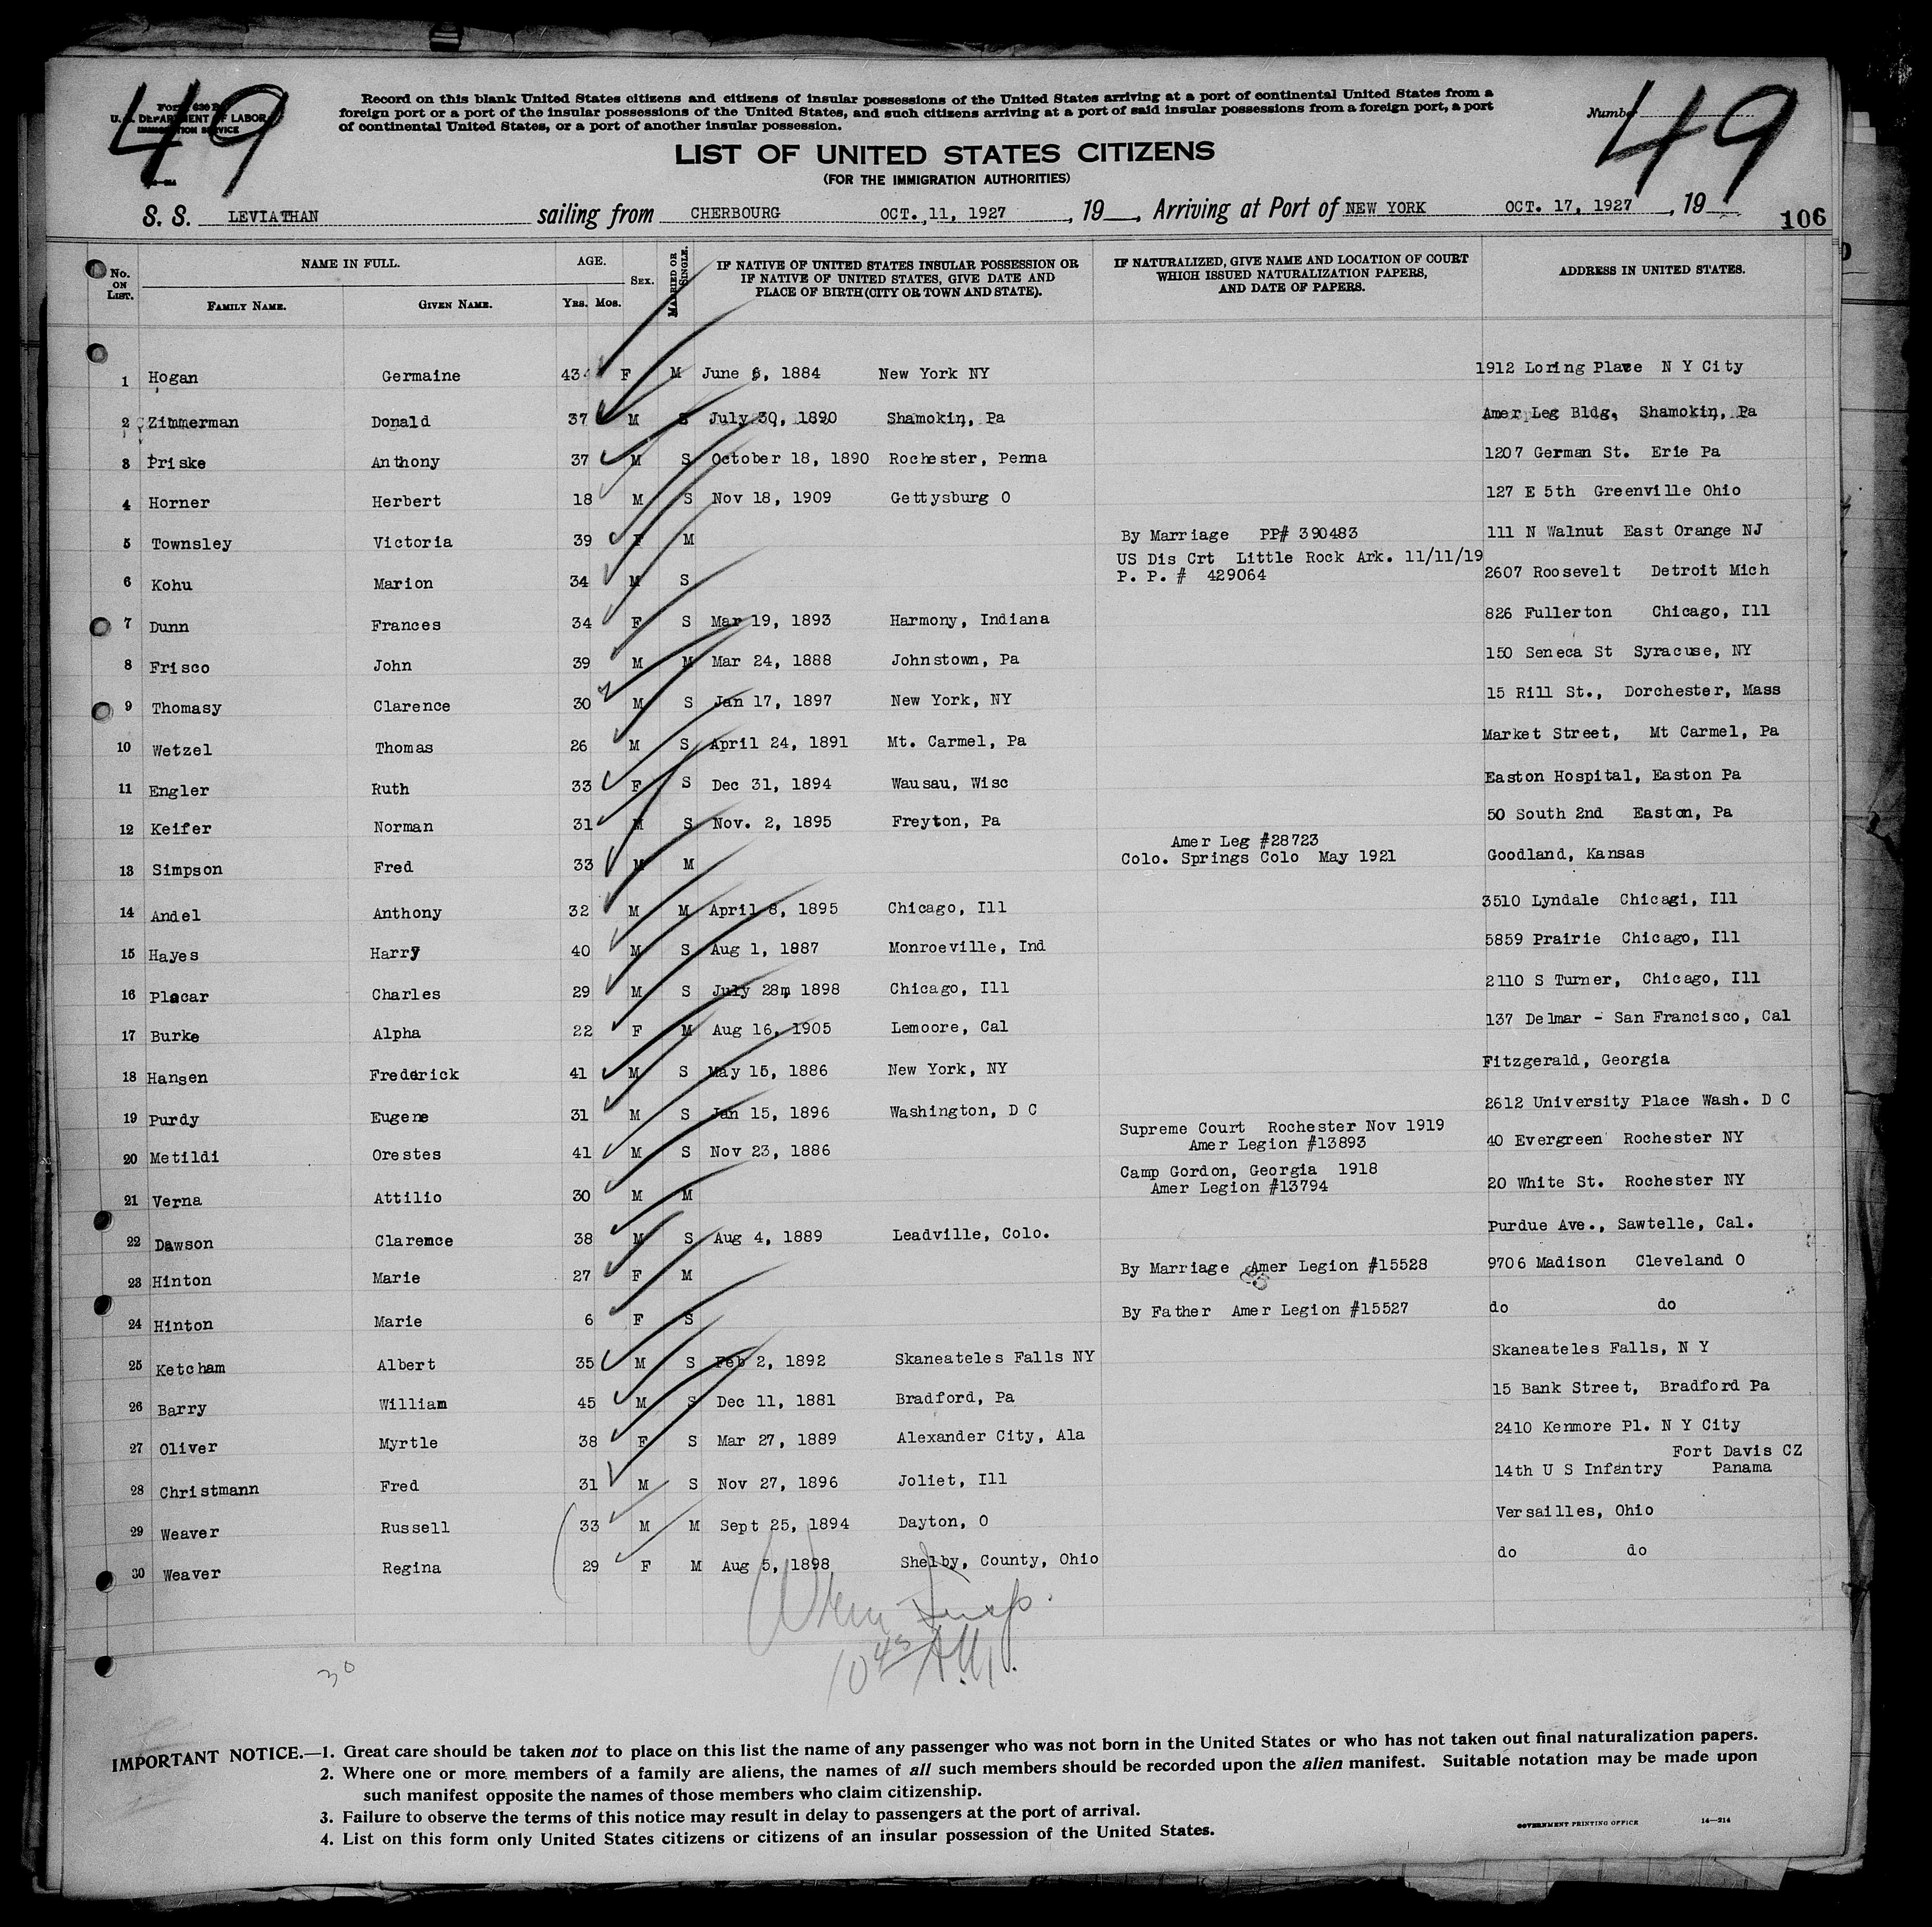 49
Form 630 B
U. S. DEPARTMENT OF LABOR
IMMIGRATION SERVICE
Record on this blank United States citizens and citizens of insular possessions of the United States arriving at a port of continental United States from a
foreign port or a port of the insular possessions of the United States, and such citizens arriving at a port of said insular possessions from a foreign port, a port
of continental United States, or a port of another insular possession.
Number
49
LIST OF UNITED STATES CITIZENS
(FOR THE IMMIGRATION AUTHORITIES)
S. S. LEVIATHAN sailing from CHERBOURG OCT. 11, 1927, 19__, Arriving at Port of NEW YORK OCT. 17, 1927, 19__
106
No. ON LIST. NAME IN FULL. FAMILY NAME. GIVEN NAME. AGE. YRS. MOS. SEX. MARRIED OR SINGLE. IF NATIVE OF UNITED STATES INSULAR POSSESSION OR IF NATIVE OF UNITED STATES, GIVE DATE AND PLACE OF BIRTH (CITY OR TOWN AND STATE). IF NATURALIZED, GIVE NAME AND LOCATION OF COURT WHICH ISSUED NATURALIZATION PAPERS, AND DATE OF PAPERS. ADDRESS IN UNITED STATES.
1 Hogan Germaine 43 F M June 6, 1884 New York NY 1912 Loring Place N Y City
2 Zimmerman Donald 37 M S July 30, 1890 Shamokin, Pa Amer Leg Bldg, Shamokin, Pa
3 Priske Anthony 37 M S October 18, 1890 Rochester, Penna 1207 German St. Erie Pa
4 Horner Herbert 18 M S Nov 18, 1909 Gettysburg O 127 E 5th Greenville Ohio
5 Townsley Victoria 39 F M By Marriage PP# 390483 111 N Walnut East Orange NJ
6 Kohu Marion 34 M S US Dis Crt Little Rock Ark. 11/11/19 P. P. # 429064 2607 Roosevelt Detroit Mich
7 Dunn Frances 34 F S Mar 19, 1893 Harmony, Indiana 826 Fullerton Chicago, Ill
8 Frisco John 39 M M Mar 24, 1888 Johnstown, Pa 150 Seneca St Syracuse, NY
9 Thomasy Clarence 30 M S Jan 17, 1897 New York, NY 15 Rill St., Dorchester, Mass
10 Wetzel Thomas 26 M S April 24, 1891 Mt. Carmel, Pa Market Street, Mt Carmel, Pa
11 Engler Ruth 33 F S Dec 31, 1894 Wausau, Wisc Easton Hospital, Easton Pa
12 Keifer Norman 31 M S Nov. 2, 1895 Freyton, Pa 50 South 2nd Easton, Pa
13 Simpson Fred 33 M M Amer Leg #28723 Colo. Springs Colo May 1921 Goodland, Kansas
14 Andel Anthony 32 M M April 8, 1895 Chicago, Ill 3510 Lyndale Chicagi, Ill
15 Hayes Harry 40 M S Aug 1, 1887 Monroeville, Ind 5859 Prairie Chicago, Ill
16 Placar Charles 29 M S July 28m 1898 Chicago, Ill 2110 S Turner, Chicago, Ill
17 Burke Alpha 22 F M Aug 16, 1905 Lemoore, Cal 137 Delmar - San Francisco, Cal
18 Hansen Frederick 41 M S May 15, 1886 New York, NY Fitzgerald, Georgia
19 Purdy Eugene 31 M S Jan 15, 1896 Washington, D C 2612 University Place Wash. D C
20 Metildi Orestes 41 M S Nov 23, 1886 Supreme Court Rochester Nov 1919 Amer Legion #13893 40 Evergreen Rochester NY
21 Verna Attilio 30 M M Camp Gordon, Georgia 1918 Amer Legion #13794 20 White St. Rochester NY
22 Dawson Clarence 38 M S Aug 4, 1889 Leadville, Colo. Purdue Ave., Sawtelle, Cal.
23 Hinton Marie 27 F M By Marriage Amer Legion #15528 9706 Madison Cleveland O
24 Hinton Marie 6 F S By Father Amer Legion #15527 do do
25 Ketcham Albert 35 M S Feb 2, 1892 Skaneateles Falls NY Skaneateles Falls, N Y
26 Barry William 45 M S Dec 11, 1881 Bradford, Pa 15 Bank Street, Bradford Pa
27 Oliver Myrtle 38 F S Mar 27, 1889 Alexander City, Ala 2410 Kenmore Pl. N Y City
28 Christmann Fred 31 M S Nov 27, 1896 Joliet, Ill 14th U S Infantry Fort Davis CZ Panama
29 Weaver Russell 33 M M Sept 25, 1894 Dayton, O Versailles, Ohio
30 Weaver Regina 29 F M Aug 5, 1898 Shelby, County, Ohio do do
10 45 AM.
30
IMPORTANT NOTICE.—1. Great care should be taken not to place on this list the name of any passenger who was not born in the United States or who has not taken out final naturalization papers.
2. Where one or more members of a family are aliens, the names of all such members should be recorded upon the alien manifest. Suitable notation may be made upon
such manifest opposite the names of those members who claim citizenship.
3. Failure to observe the terms of this notice may result in delay to passengers at the port of arrival.
4. List on this form only United States citizens or citizens of an insular possession of the United States.
GOVERNMENT PRINTING OFFICE 14—214